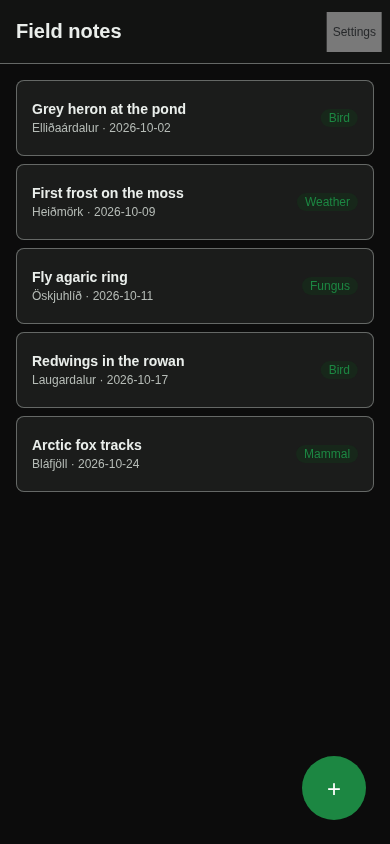 Field notes
Settings
Grey heron at the pond
Elliðaárdalur · 2026-10-02
Bird
First frost on the moss
Heiðmörk · 2026-10-09
Weather
Fly agaric ring
Öskjuhlíð · 2026-10-11
Fungus
Redwings in the rowan
Laugardalur · 2026-10-17
Bird
Arctic fox tracks
Bláfjöll · 2026-10-24
Mammal
+